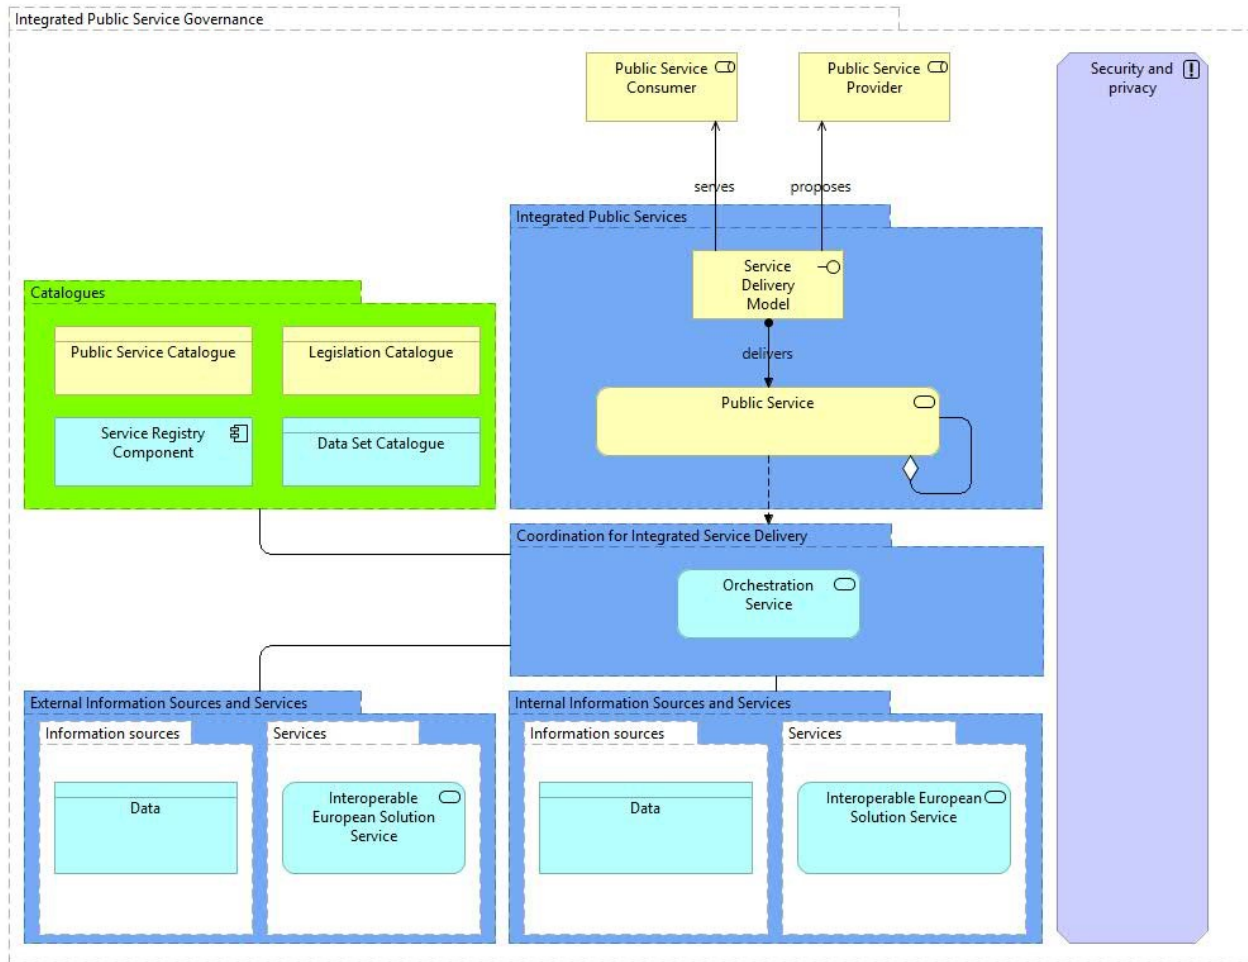 Integrated Public Service Governance
Public Service
Consumer
Public Service
Provider
Security and
privacy
serves
proposes
Integrated Public Services
Service
Delivery
Model
delivers
Public Service
Catalogues
Public Service Catalogue
Legislation Catalogue
Service Registry
Component
Data Set Catalogue
Coordination for Integrated Service Delivery
Orchestration
Service
External Information Sources and Services
Information sources
Data
Services
Interoperable
European Solution
Service
Internal Information Sources and Services
Information sources
Data
Services
Interoperable European
Solution Service